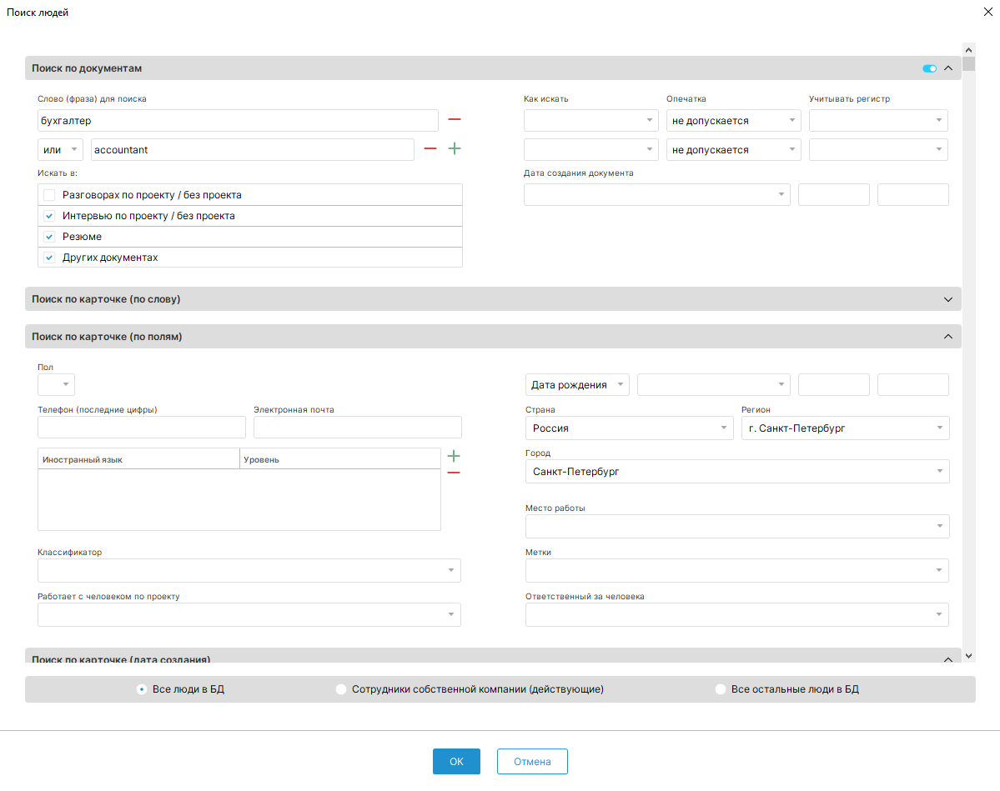 Поиск людей
Поиск по документам
Слово (фраза) для поиска
Как искать
Опечатка
Учитывать регистр
бухгалтер
не допускается
или
accountant
не допускается
Искать в:
Дата создания документа
Разговорах по проекту / без проекта
Интервью по проекту / без проекта
Резюме
Других документах
Поиск по карточке (по слову)
Поиск по карточке (по полям)
Пол
Дата рождения
Телефон (последние цифры)
Электронная почта
Страна
Регион
Россия
г. Санкт-Петербург
Иностранный язык
Уровень
Город
Санкт-Петербург
Место работы
Классификатор
Метки
Работает с человеком по проекту
Ответственный за человека
Поиск по карточке (дата создания)
Все люди в БД
Сотрудники собственной компании (действующие)
Все остальные люди в БД
OK
Отмена